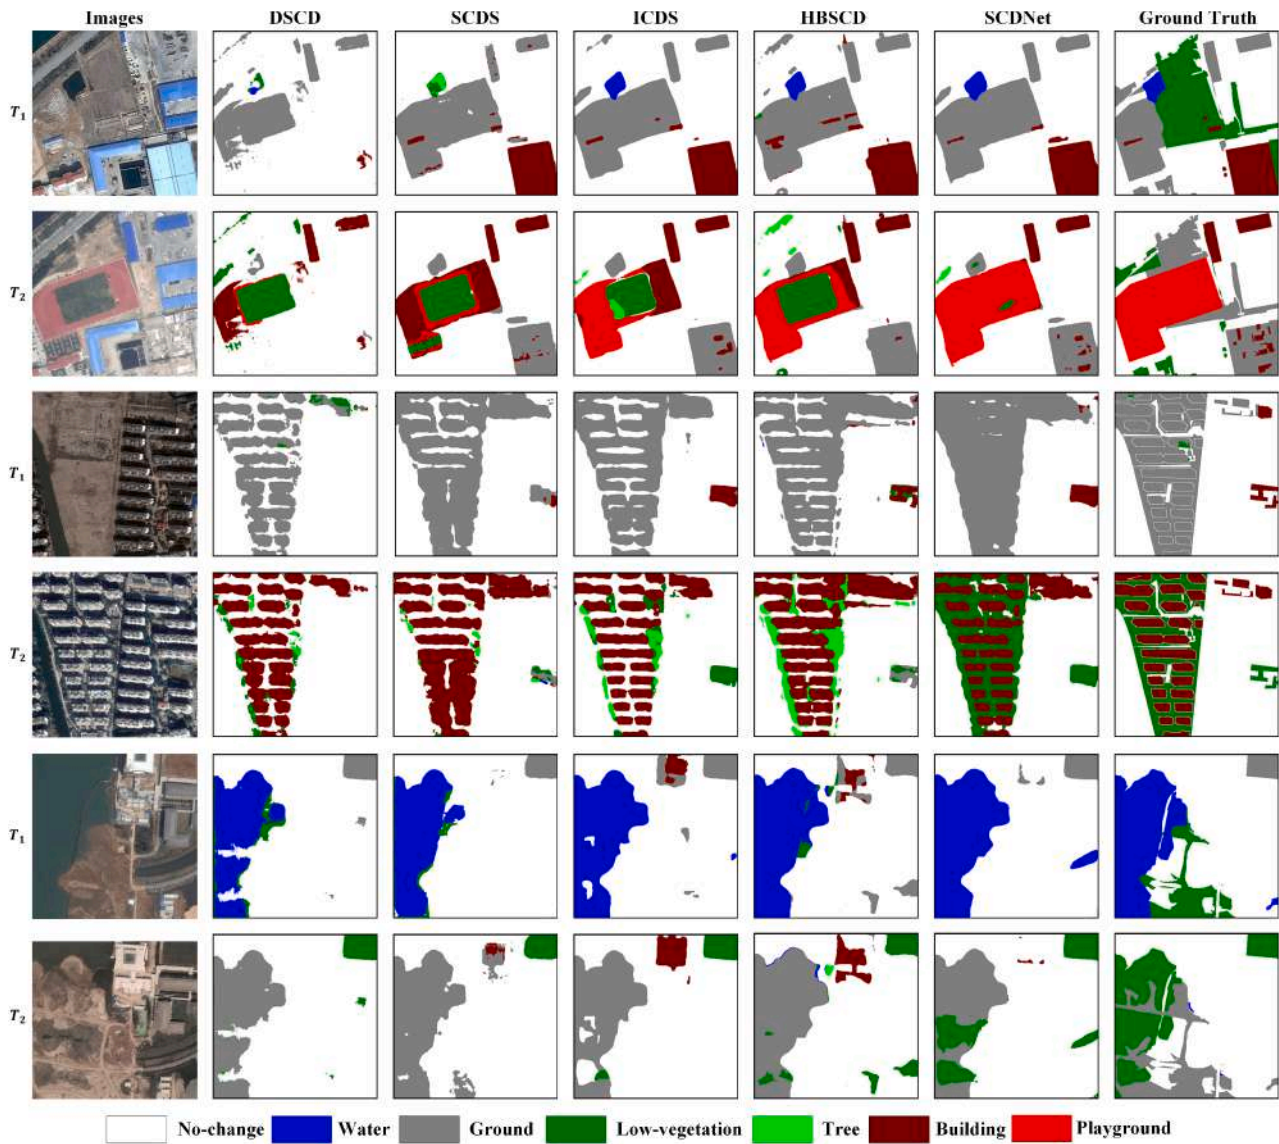 Images DSCD SCDS ICDS HBSCD SCDNet Ground Truth
T1
T2
T1
T2
T1
T2
No-change Water Ground Low-vegetation Tree Building Playground